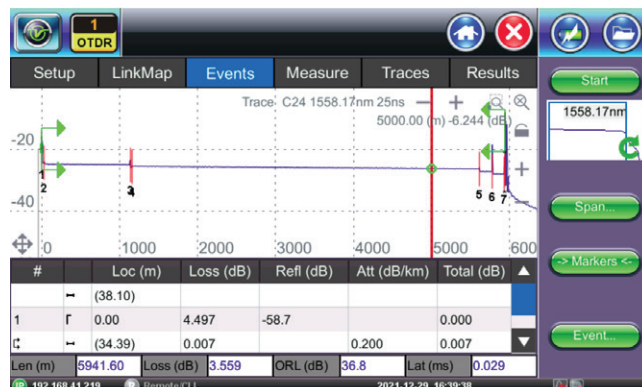 1
OTDR
Setup LinkMap Events Measure Traces Results
Start
Trace C24 1558.17nm 25ns
5000.00 (m) -6.244 (dB)
1558.17nm
-20
-40
1
2
3
4
5 6 7
0 1000 2000 3000 4000 5000 600
Span...
-> Markers <-
Event...
# Loc (m) Loss (dB) Refl (dB) Att (dB/km) Total (dB)
(38.10)
1 0.00 4.497 -58.7 0.000
(34.39) 0.007 0.200 0.007
Len (m) 5941.60 Loss (dB) 3.559 ORL (dB) 36.8 Lat (ms) 0.029
IP 192.168.41.219 R Remote/CLI 2021-12-29 16:39:38